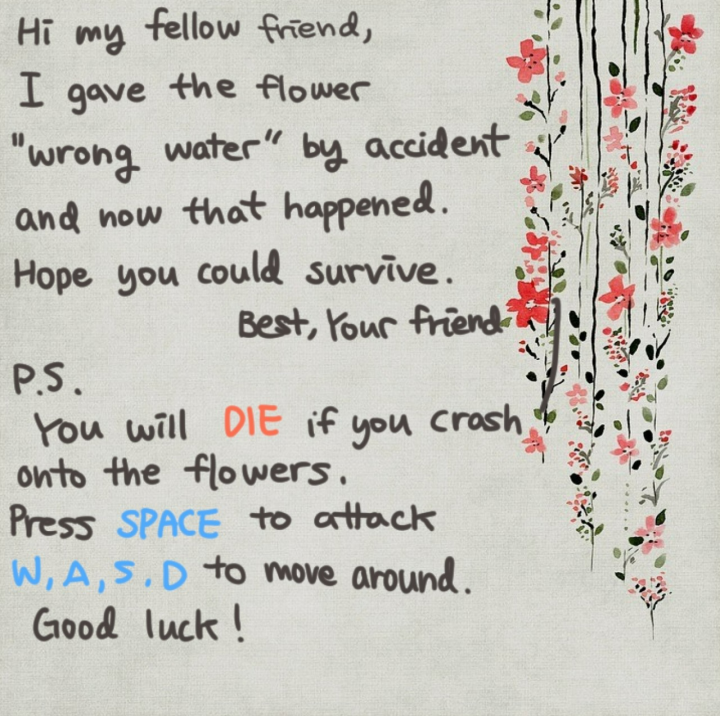 Hi my fellow friend,
I gave the flower
"wrong water" by accident
and now that happened.
Hope you could survive.
Best, Your friend
P.S.
You will DIE if you crash
onto the flowers.
Press SPACE to attack
W, A, S, D to move around.
Good luck!